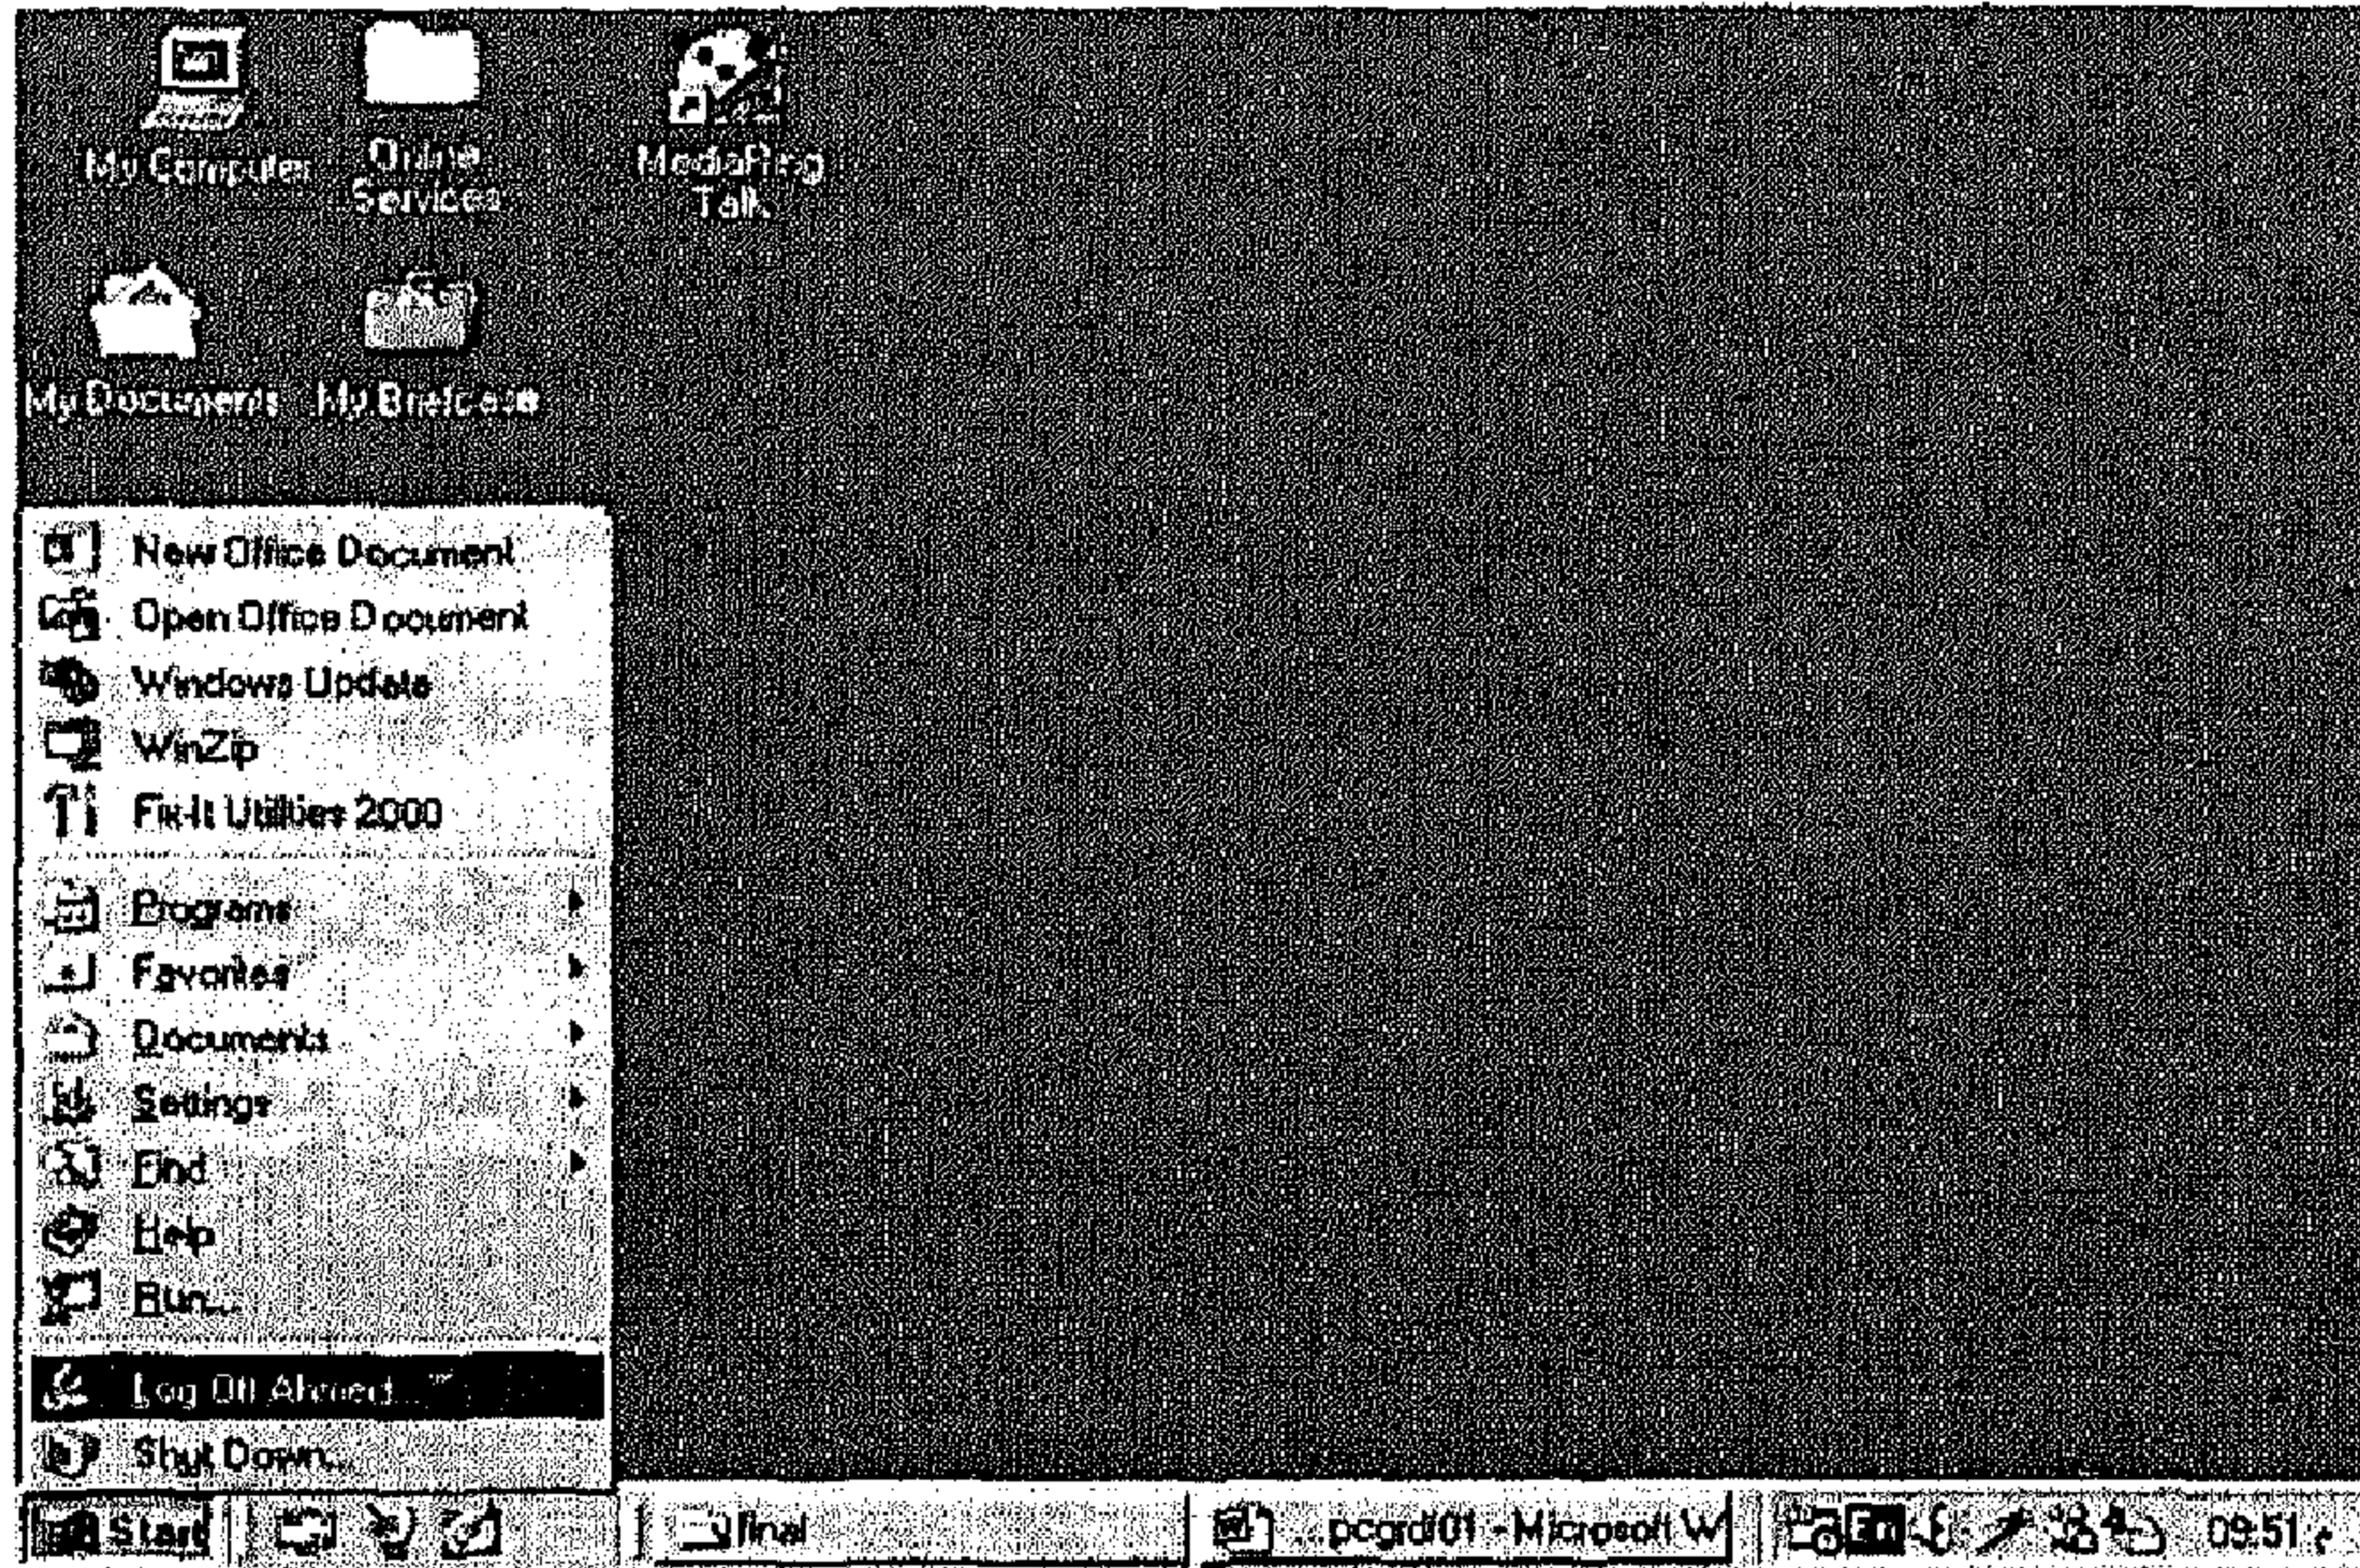 My Computer
Online
Services
MediaRing
Talk
My Documents
My Briefcase
New Office Document
Open Office Document
Windows Update
WinZip
Fix-It Utilities 2000
Programs
Favorites
Documents
Settings
Find
Help
Run...
Log Off Ahmed...
Shut Down...
Start
final
pcgrdf01 - Microsoft W
En
09:51 م